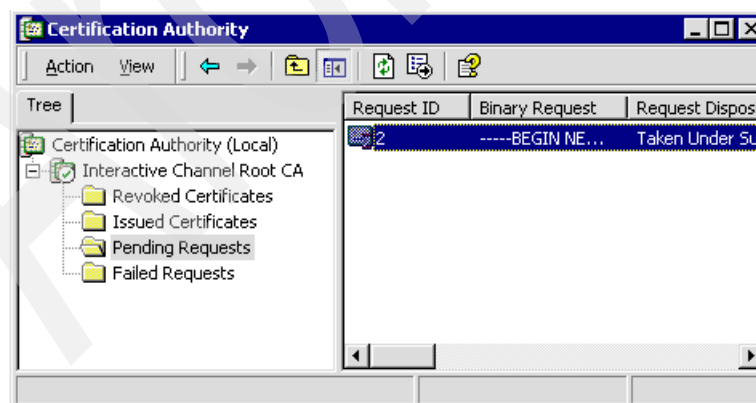 Certification Authority
Action View
Tree
Request ID Binary Request Request Dispos
Certification Authority (Local)
2 -----BEGIN NE... Taken Under Su
Interactive Channel Root CA
Revoked Certificates
Issued Certificates
Pending Requests
Failed Requests